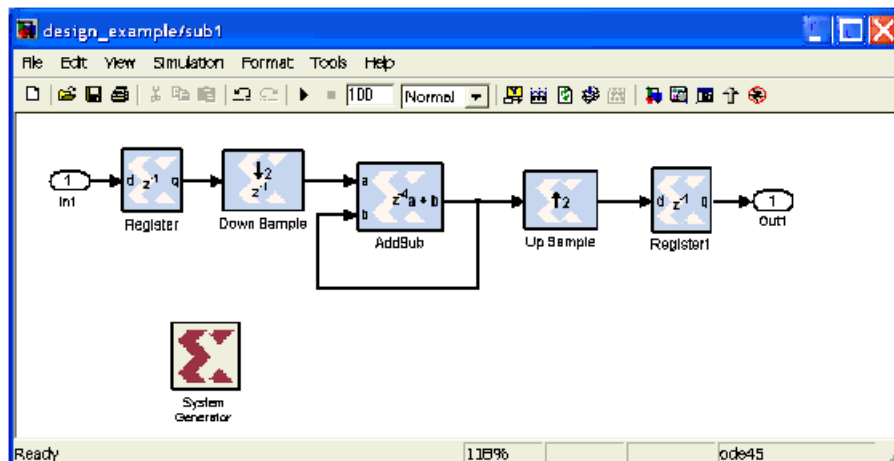 design_example/sub1
File Edit View Simulation Format Tools Help
100 Normal
1
In1
d z⁻¹ q
Register
↓2
z⁻¹
Down Sample
a
b
z⁻⁴ a + b
AddSub
↑2
Up Sample
d z⁻¹ q
Register1
1
Out1
System
Generator
Ready 118% ode45